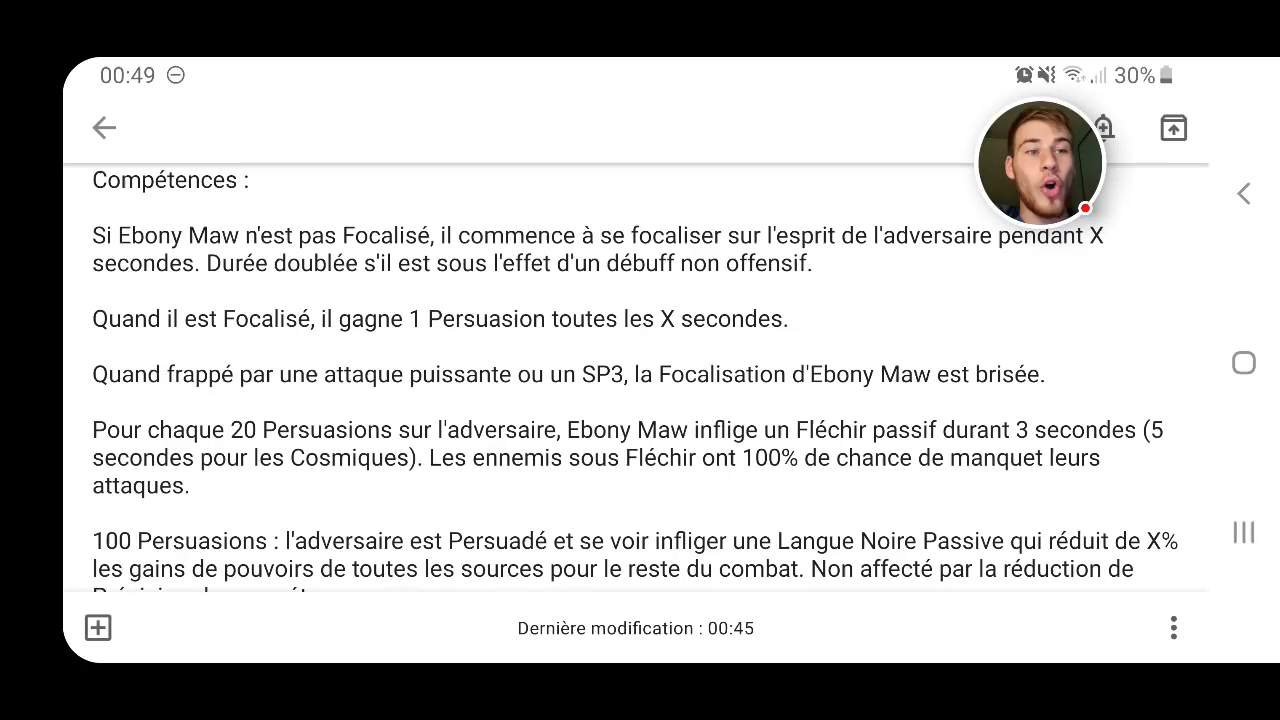 00:49
30%
Compétences :
Si Ebony Maw n'est pas Focalisé, il commence à se focaliser sur l'esprit de l'adversaire pendant X
secondes. Durée doublée s'il est sous l'effet d'un débuff non offensif.
Quand il est Focalisé, il gagne 1 Persuasion toutes les X secondes.
Quand frappé par une attaque puissante ou un SP3, la Focalisation d'Ebony Maw est brisée.
Pour chaque 20 Persuasions sur l'adversaire, Ebony Maw inflige un Fléchir passif durant 3 secondes (5
secondes pour les Cosmiques). Les ennemis sous Fléchir ont 100% de chance de manquet leurs
attaques.
100 Persuasions : l'adversaire est Persuadé et se voir infliger une Langue Noire Passive qui réduit de X%
les gains de pouvoirs de toutes les sources pour le reste du combat. Non affecté par la réduction de
Dernière modification : 00:45